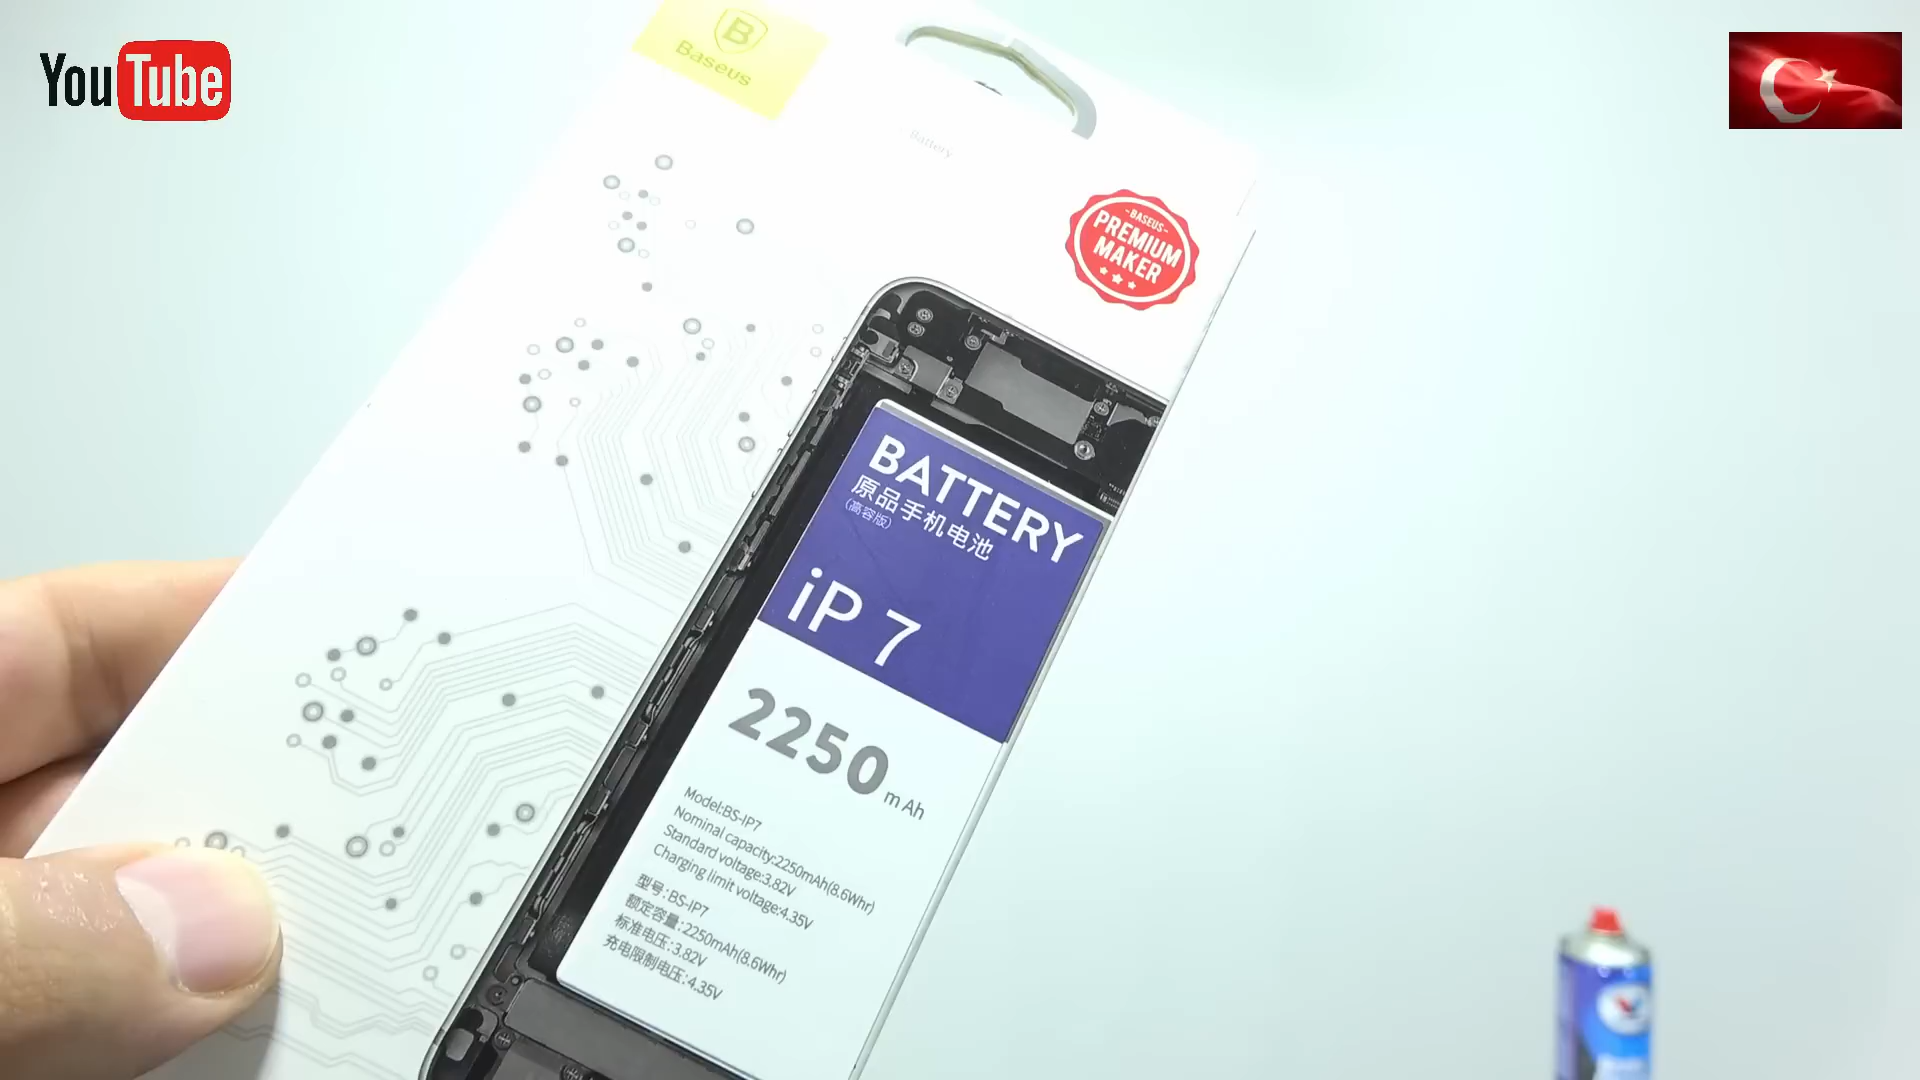 YouTube
Baseus
Battery
-BASEUS-
PREMIUM
MAKER
BATTERY
原品手机电池
(高容版)
iP 7
2250 mAh
Model:BS-IP7
Nominal capacity:2250mAh(8.6Whr)
Standard voltage:3.82V
Charging limit voltage:4.35V
型号:BS-IP7
额定容量:2250mAh(8.6Whr)
标准电压:3.82V
充电限制电压:4.35V